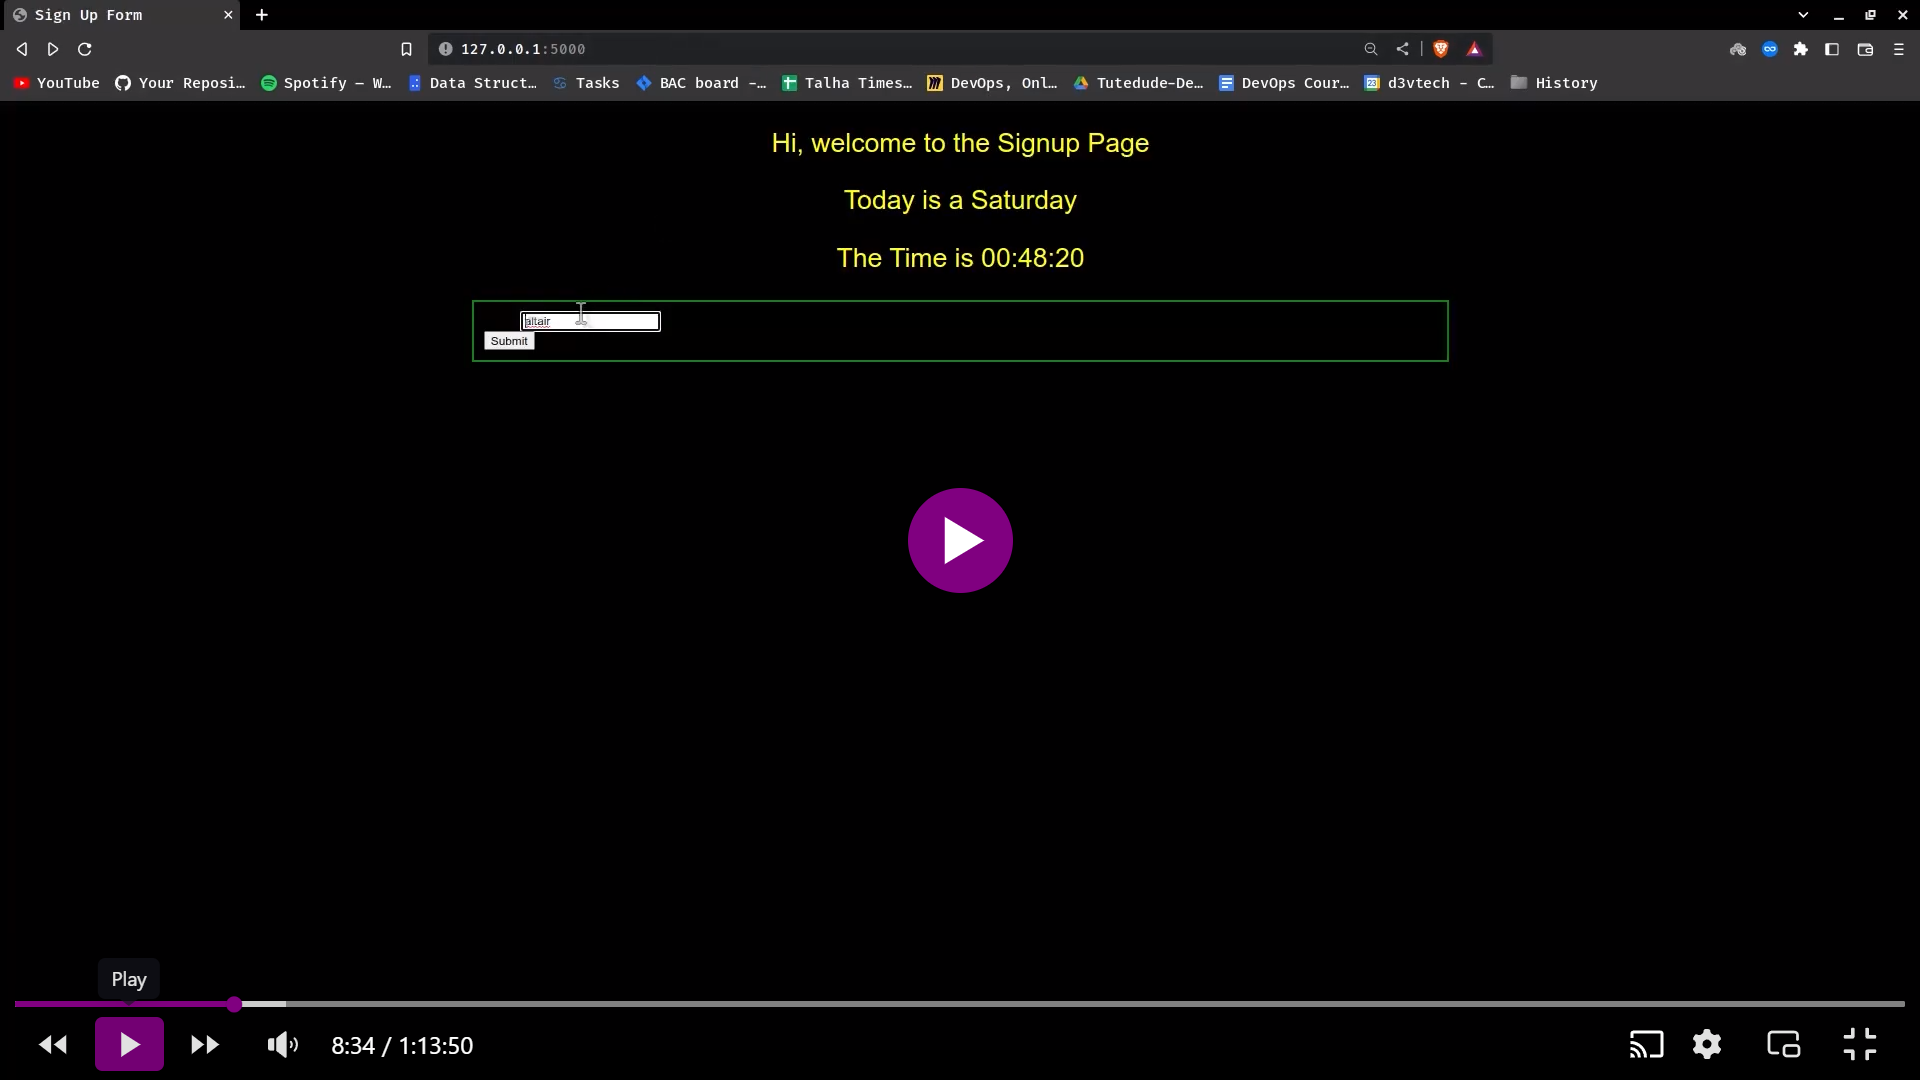 Sign Up Form
127.0.0.1:5000
YouTube Your Reposi… Spotify – W… Data Struct… Tasks BAC board -… Talha Times… DevOps, Onl… Tutedude-De… DevOps Cour… d3vtech - C… History
Hi, welcome to the Signup Page
Today is a Saturday
The Time is 00:48:20
altair
Submit
Play
8:34 / 1:13:50